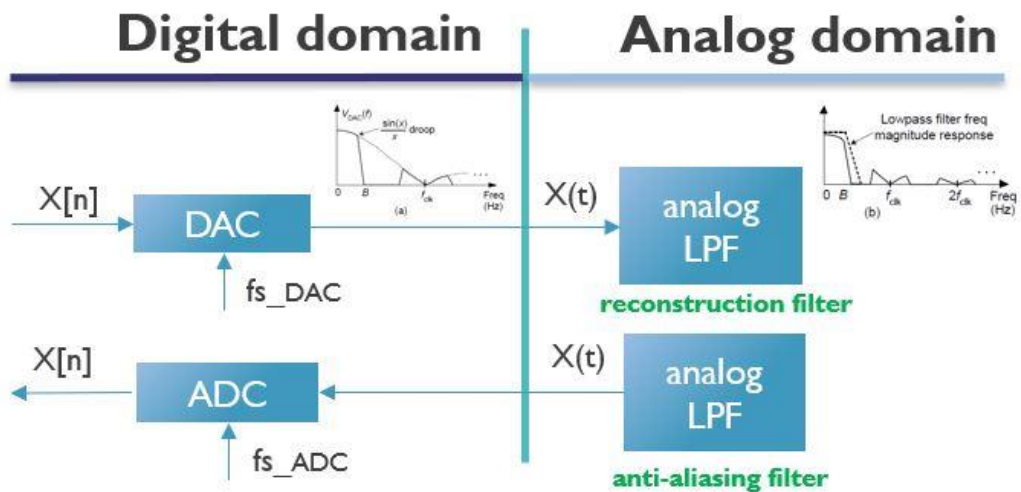 Digital domain
Analog domain
V_DAC(f)
sin(x)
x
droop
0
B
f_clk
Freq
(Hz)
...
(a)
Lowpass filter freq
magnitude response
0
B
f_clk
2f_clk
Freq
(Hz)
...
(b)
X[n]
DAC
fs_DAC
X(t)
analog
LPF
reconstruction filter
X[n]
ADC
fs_ADC
X(t)
analog
LPF
anti-aliasing filter